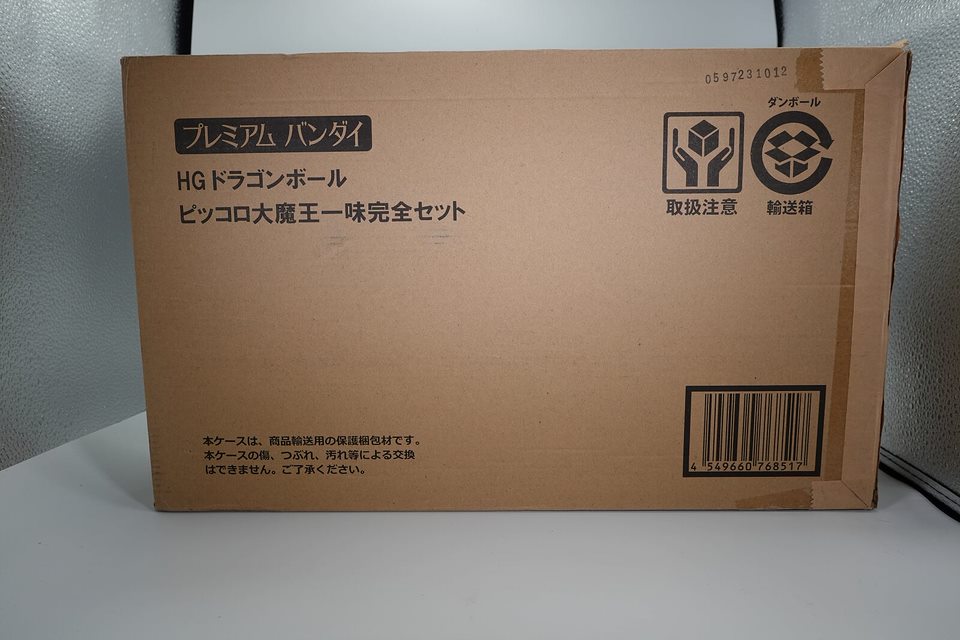 0597231012
プレミアム バンダイ
HGドラゴンボール
ピッコロ大魔王一味完全セット
ダンボール
取扱注意
輸送箱
本ケースは、商品輸送用の保護梱包材です。
本ケースの傷、つぶれ、汚れ等による交換
はできません。ご了承ください。
4 549660 768517